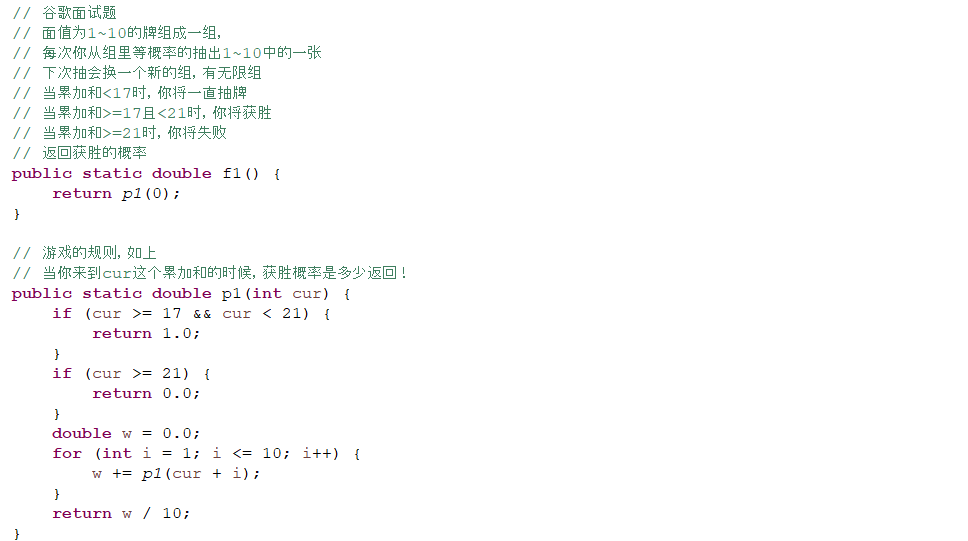 // 谷歌面试题
// 面值为1~10的牌组成一组,
// 每次你从组里等概率的抽出1~10中的一张
// 下次抽会换一个新的组, 有无限组
// 当累加和<17时, 你将一直抽牌
// 当累加和>=17且<21时, 你将获胜
// 当累加和>=21时, 你将失败
// 返回获胜的概率
public static double f1() {
    return p1(0);
}

// 游戏的规则, 如上
// 当你来到cur这个累加和的时候, 获胜概率是多少返回!
public static double p1(int cur) {
    if (cur >= 17 && cur < 21) {
        return 1.0;
    }
    if (cur >= 21) {
        return 0.0;
    }
    double w = 0.0;
    for (int i = 1; i <= 10; i++) {
        w += p1(cur + i);
    }
    return w / 10;
}